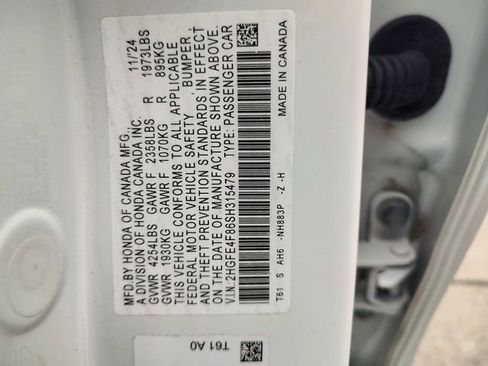 MFD.BY HONDA OF CANADA MFG., 11/'24
A DIVISION OF HONDA CANADA INC.
GVWR 4254LBS GAWR F 2358LBS R 1973LBS
GVWR 1930KG GAWR F 1070KG R 895KG
THIS VEHICLE CONFORMS TO ALL APPLICABLE
FEDERAL MOTOR VEHICLE SAFETY, BUMPER,
AND THEFT PREVENTION STANDARDS IN EFFECT
ON THE DATE OF MANUFACTURE SHOWN ABOVE.
V.I.N.:2HGFE4F86SH315479 TYPE: PASSENGER CAR
T61 S AH6 -NH883P -Z -H MADE IN CANADA
T61 A0